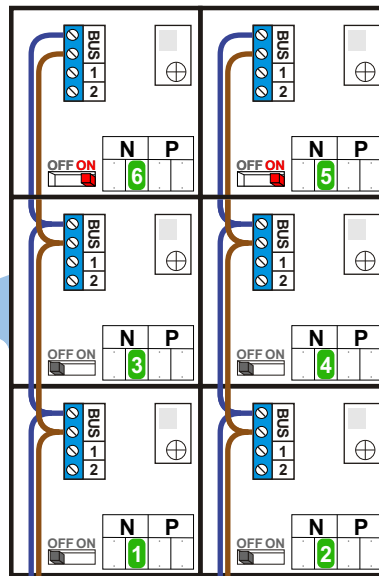 BUS BUS
1 1
2 2
N P N P
OFF ON OFF ON
6 5
BUS BUS
1 1
2 2
N P N P
OFF ON OFF ON
3 4
BUS BUS
1 1
2 2
N P N P
OFF ON OFF ON
1 2